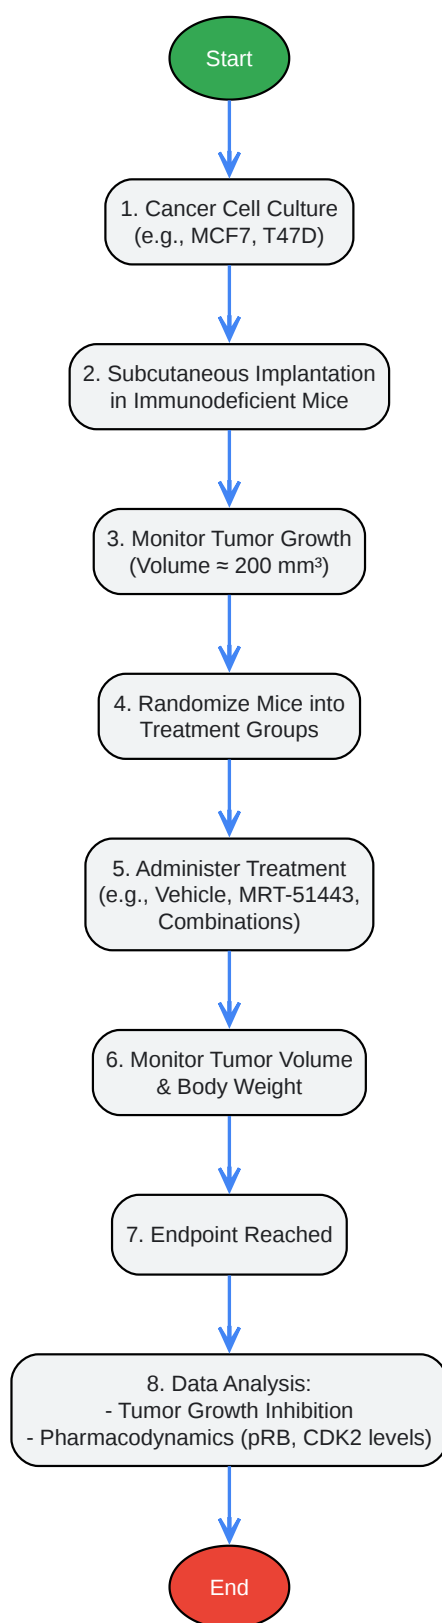 Start
1. Cancer Cell Culture
(e.g., MCF7, T47D)
2. Subcutaneous Implantation
in Immunodeficient Mice
3. Monitor Tumor Growth
(Volume ≈ 200 mm³)
4. Randomize Mice into
Treatment Groups
5. Administer Treatment
(e.g., Vehicle, MRT-51443,
Combinations)
6. Monitor Tumor Volume
& Body Weight
7. Endpoint Reached
8. Data Analysis:
- Tumor Growth Inhibition
- Pharmacodynamics (pRB, CDK2 levels)
End